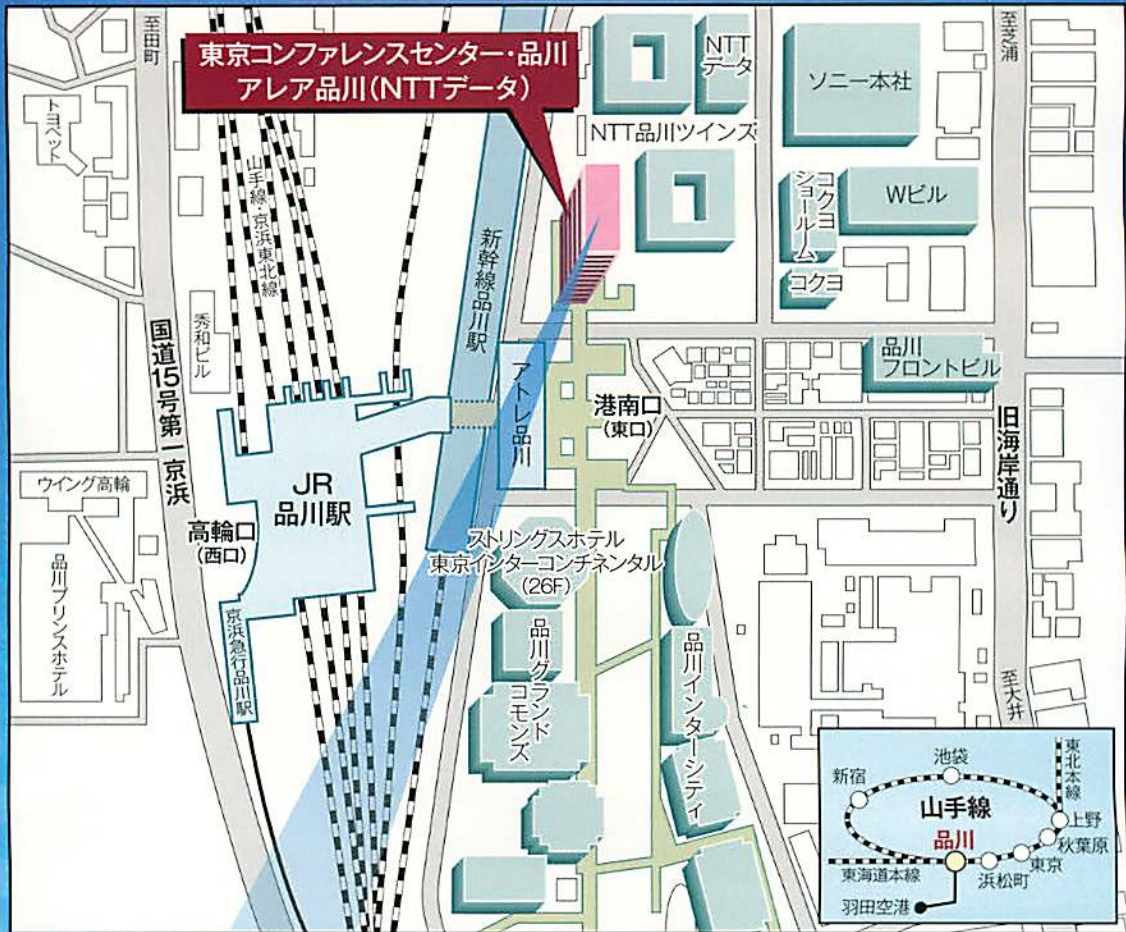 至田町
東京コンファレンスセンター・品川
アレア品川(NTTデータ)
NTT
データ
ソニー本社
至芝浦
トヨペット
NTT品川ツインズ
山手線・京浜東北線
コクヨ
ショールーム
Wビル
コクヨ
新幹線品川駅
国道15号第一京浜
秀和ビル
アトレ品川
港南口
(東口)
品川
フロントビル
旧海岸通り
ウイング高輪
JR
品川駅
高輪口
(西口)
品川プリンスホテル
京浜急行品川駅
ストリングスホテル
東京インターコンチネンタル
(26F)
品川グランド
コモンズ
品川インターシティ
至大井
池袋
新宿
東北本線
山手線
上野
品川
秋葉原
東京
浜松町
東海道本線
羽田空港